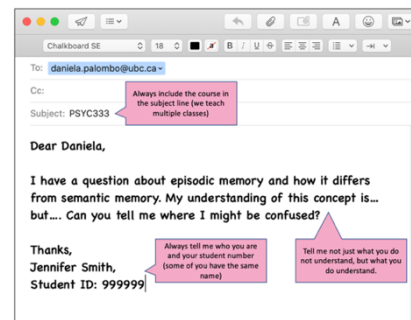 Chalkboard SE 18 B I U S
To: daniela.palombo@ubc.ca
Cc:
Always include the course in
the subject line (we teach
multiple classes)
Subject: PSYC333
Dear Daniela,
I have a question about episodic memory and how it differs
from semantic memory. My understanding of this concept is...
but.... Can you tell me where I might be confused?
Thanks,
Jennifer Smith,
Student ID: 999999
Always tell me who you are
and your student number
(some of you have the same
name)
Tell me not just what you do
not understand, but what you
do understand.